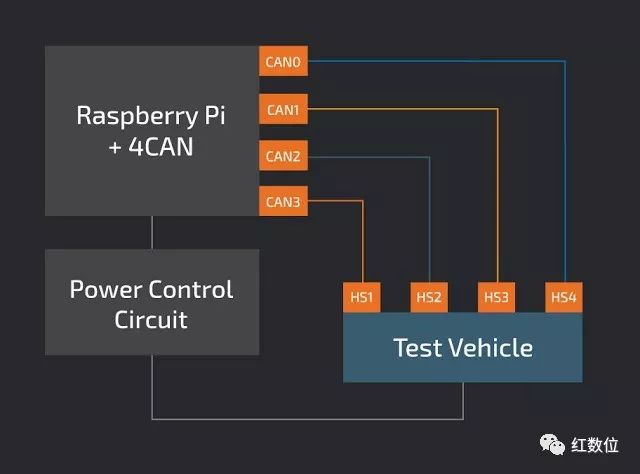 CAN0
Raspberry Pi
+ 4CAN
CAN1
CAN2
CAN3
Power Control
Circuit
HS1
HS2
HS3
HS4
Test Vehicle
红数位